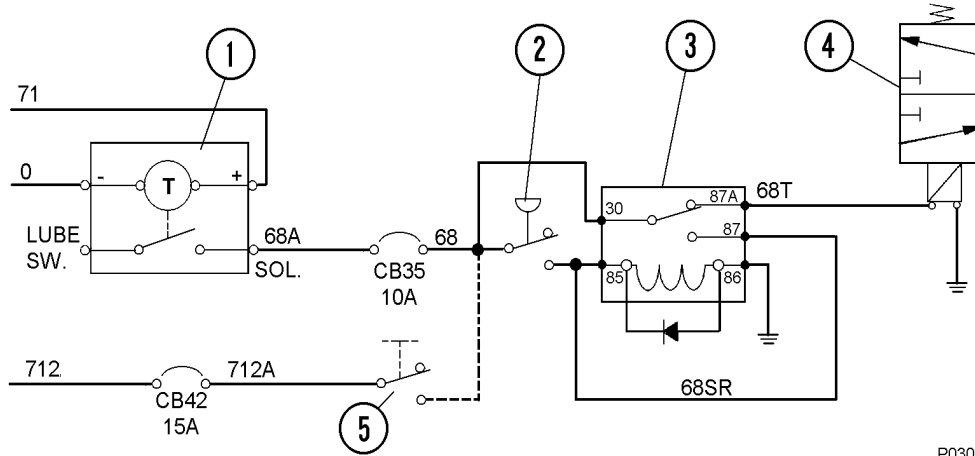 1
2
3
4
71
0
-
T
+
LUBE
SW.
68A
SOL.
CB35
10A
68
30
87A
68T
87
85
86
712
CB42
15A
712A
5
68SR
P030